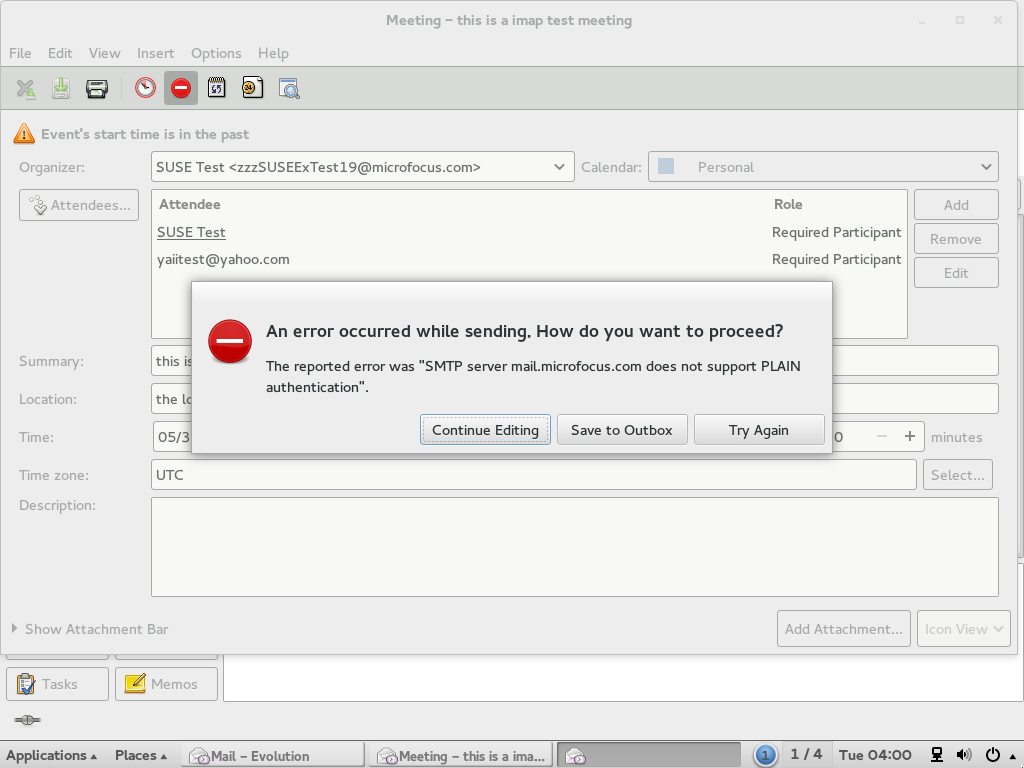 Meeting – this is a imap test meeting
File Edit View Insert Options Help
24
Event's start time is in the past
Organizer: SUSE Test <zzzSUSEExTest19@microfocus.com> Calendar: Personal
Attendees... Attendee Role Add
SUSE Test Required Participant
Remove
yaiitest@yahoo.com Required Participant
Edit
An error occurred while sending. How do you want to proceed?
Summary: this is
The reported error was "SMTP server mail.microfocus.com does not support PLAIN
authentication".
Location: the lo
Time: 05/3 0 minutes
Continue Editing Save to Outbox Try Again
Time zone: UTC Select...
Description:
Show Attachment Bar Add Attachment... Icon View
Tasks Memos
Applications Places Mail – Evolution Meeting – this is a ima... 1 1 / 4 Tue 04:00